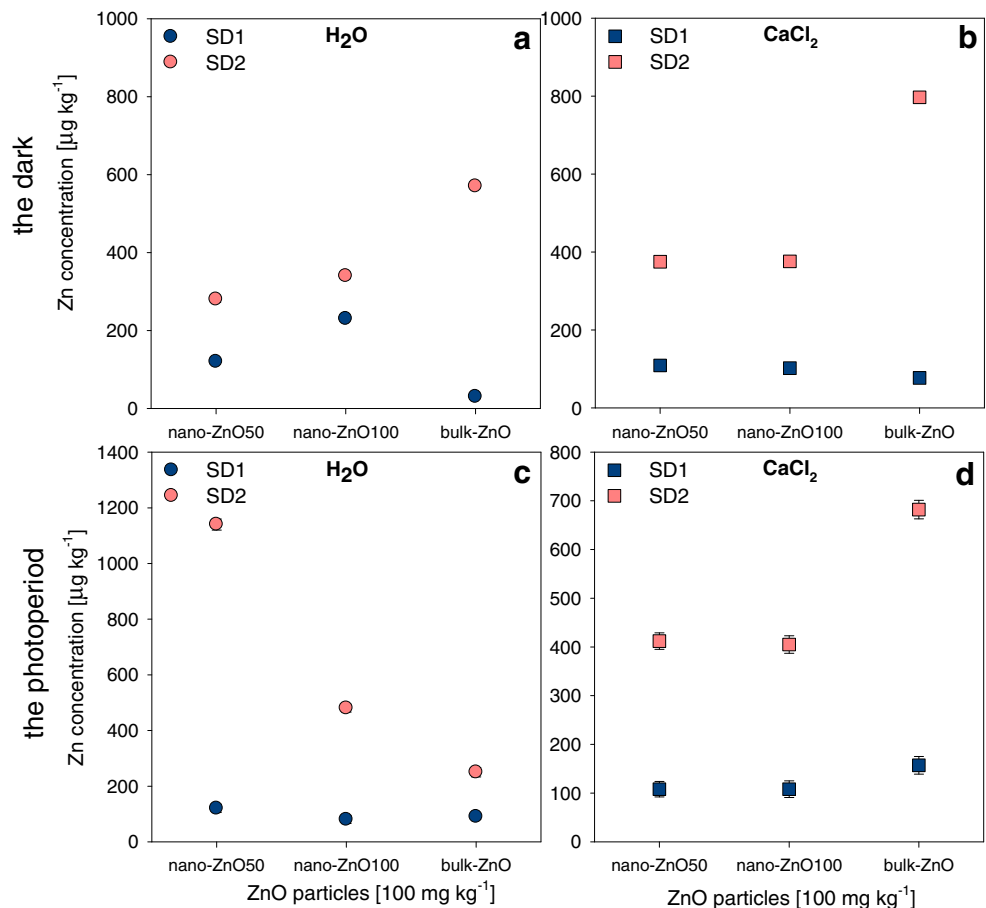 the dark
Zn concentration [µg kg⁻¹]
H₂O
a
SD1
SD2
1000
800
600
400
200
0
nano-ZnO50 nano-ZnO100 bulk-ZnO
CaCl₂
b
SD1
SD2
1000
800
600
400
200
0
nano-ZnO50 nano-ZnO100 bulk-ZnO
the photoperiod
Zn concentration [µg kg⁻¹]
H₂O
c
SD1
SD2
1400
1200
1000
800
600
400
200
0
nano-ZnO50 nano-ZnO100 bulk-ZnO
ZnO particles [100 mg kg⁻¹]
CaCl₂
d
SD1
SD2
800
700
600
500
400
300
200
100
0
nano-ZnO50 nano-ZnO100 bulk-ZnO
ZnO particles [100 mg kg⁻¹]